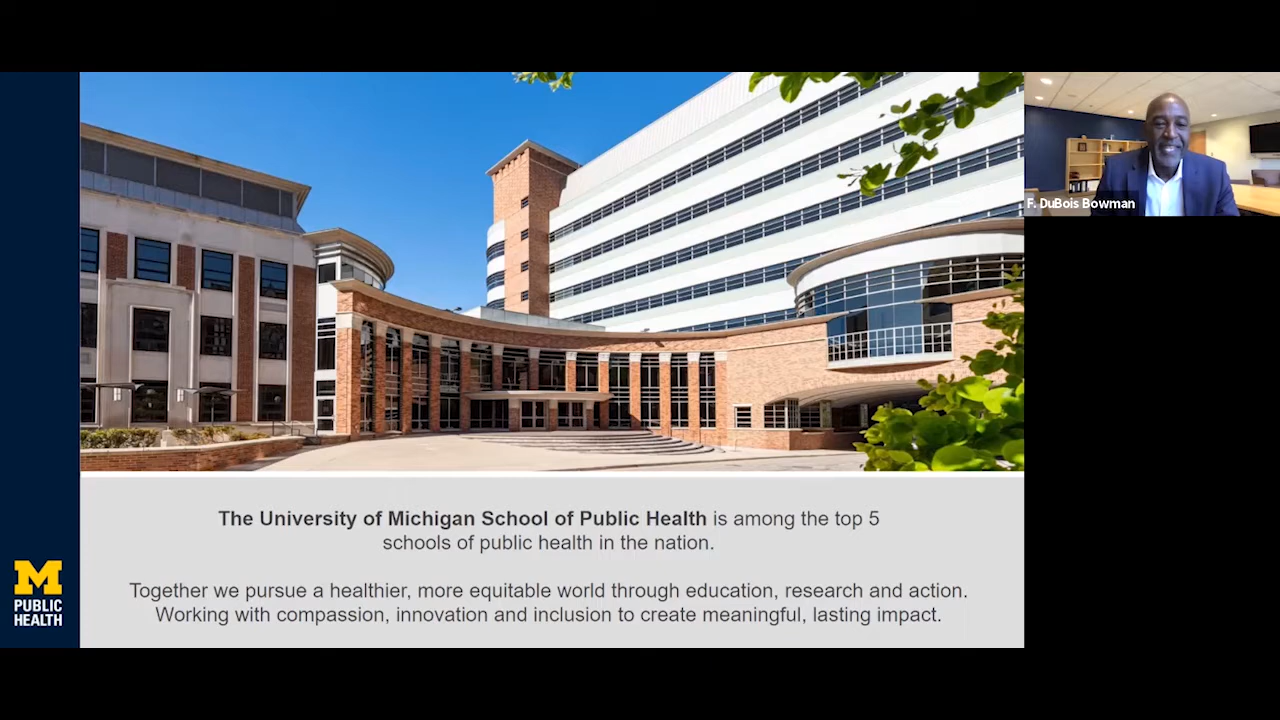 F. DuBois Bowman
The University of Michigan School of Public Health is among the top 5
schools of public health in the nation.
Together we pursue a healthier, more equitable world through education, research and action.
Working with compassion, innovation and inclusion to create meaningful, lasting impact.
M
PUBLIC
HEALTH